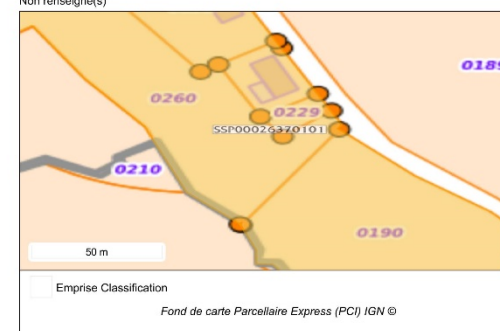 Non renseigné(s)
0189
0260
0229
SSP00026370101
0210
0190
50 m
Emprise Classification
Fond de carte Parcellaire Express (PCI) IGN ©